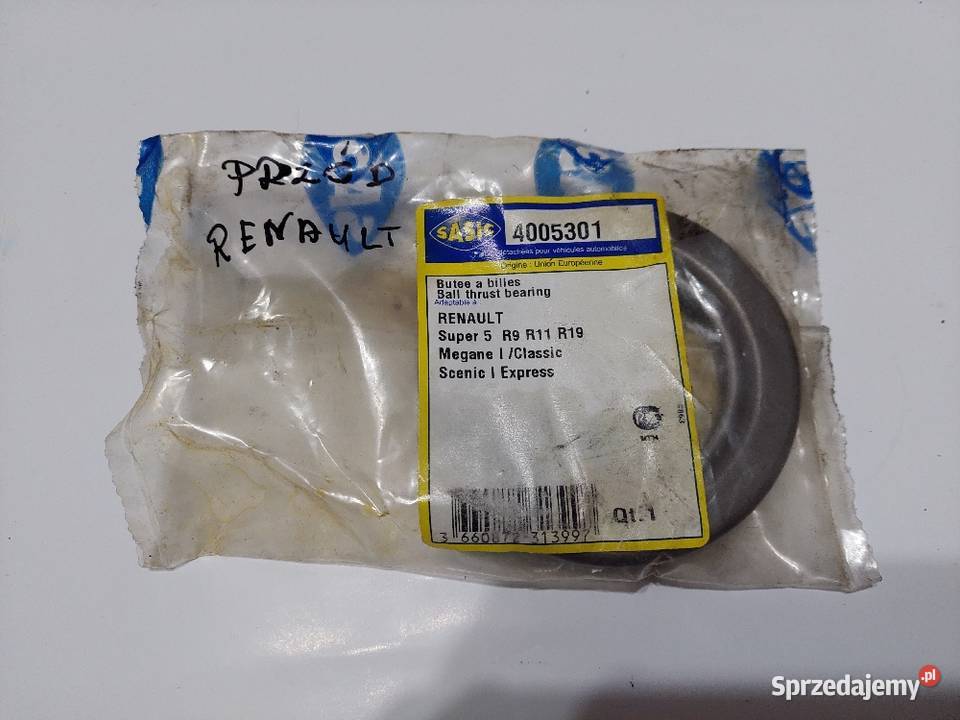 PRZÓD
RENAULT
SASIC
4005301
détachées pour véhicules automobiles
Origine : Union Européenne
Butee a billes
Ball thrust bearing
Adaptable à
RENAULT
Super 5 R9 R11 R19
Megane I /Classic
Scenic I Express
Qt:1
3 660872 313997
Sprzedajemy.pl